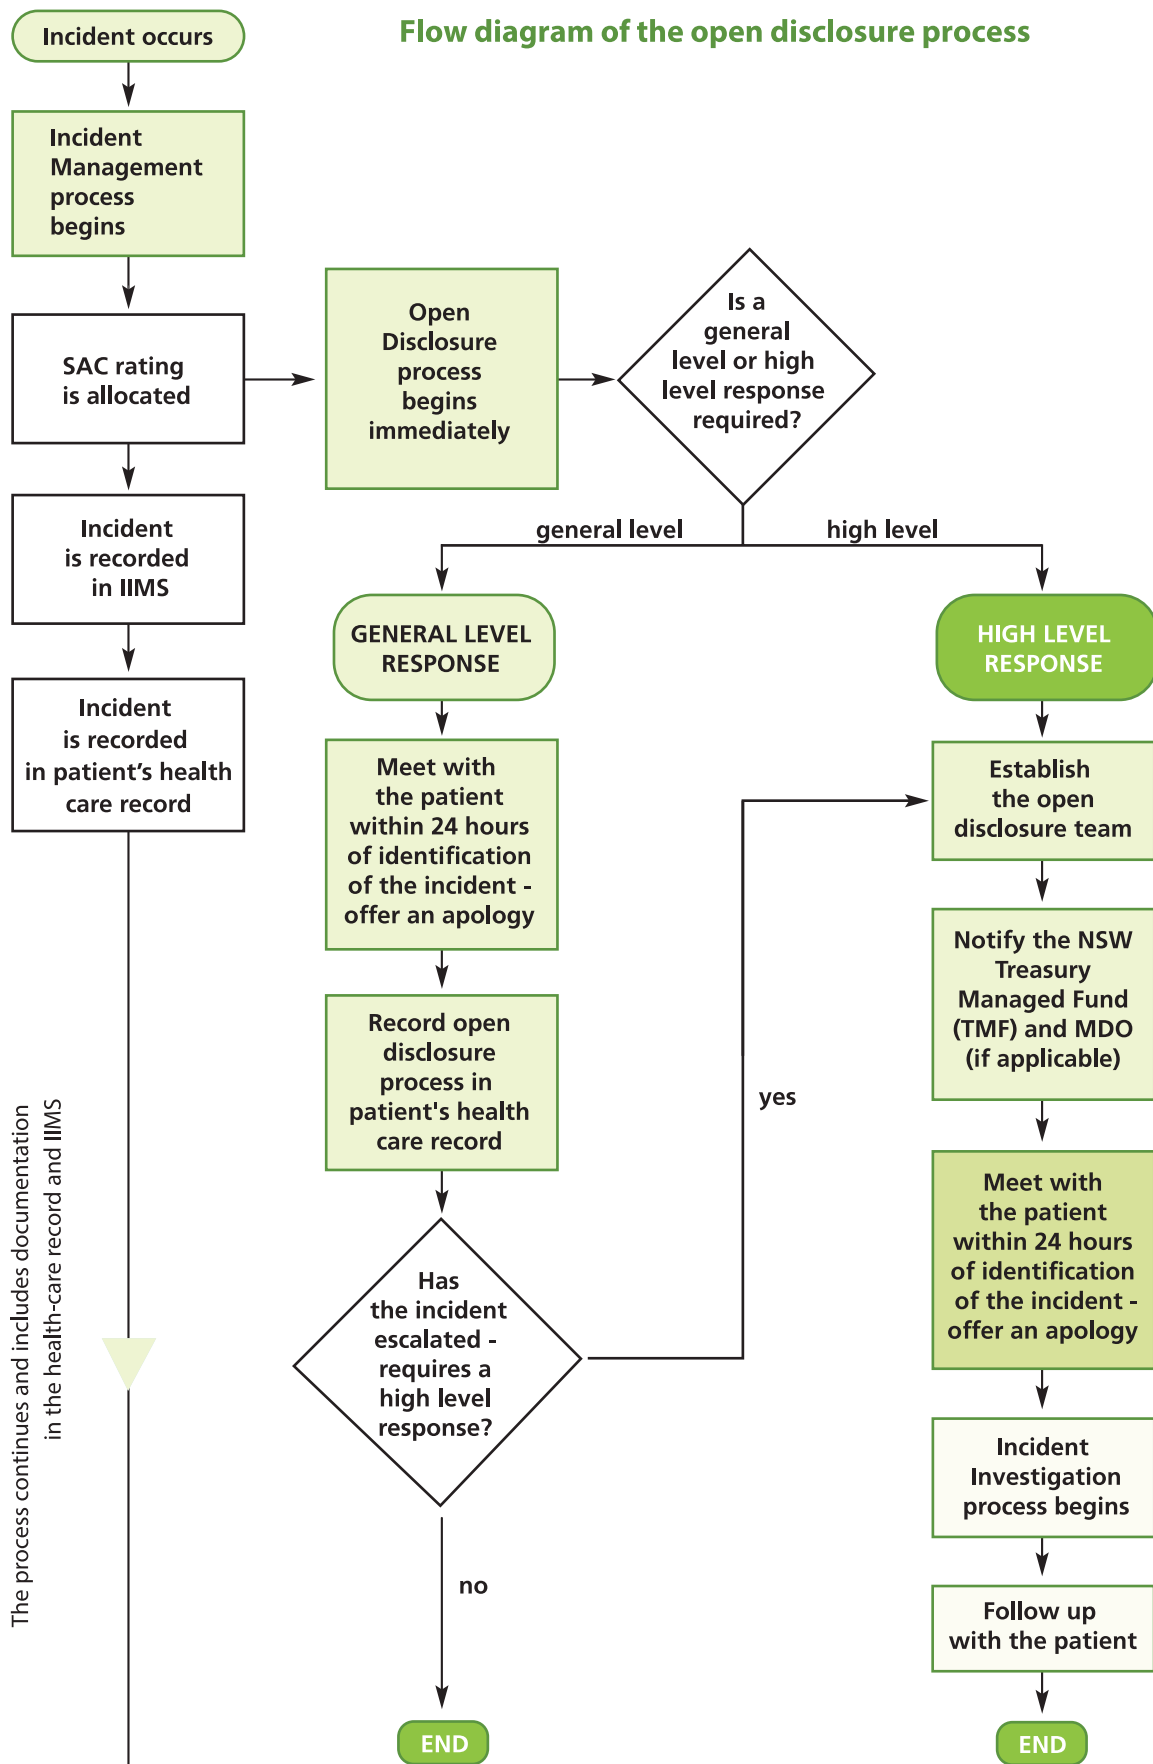 Flow diagram of the open disclosure process
Incident occurs
Incident
Management
process
begins
SAC rating
is allocated
Incident
is recorded
in IIMS
Incident
is recorded
in patient's health
care record
The process continues and includes documentation
in the health-care record and IIMS
Open
Disclosure
process
begins
immediately
Is a
general
level or high
level response
required?
general level
high level
GENERAL LEVEL
RESPONSE
Meet with
the patient
within 24 hours
of identification
of the incident -
offer an apology
Record open
disclosure
process in
patient's health
care record
Has
the incident
escalated -
requires a
high level
response?
yes
no
END
HIGH LEVEL
RESPONSE
Establish
the open
disclosure team
Notify the NSW
Treasury
Managed Fund
(TMF) and MDO
(if applicable)
Meet with
the patient
within 24 hours
of identification
of the incident -
offer an apology
Incident
Investigation
process begins
Follow up
with the patient
END